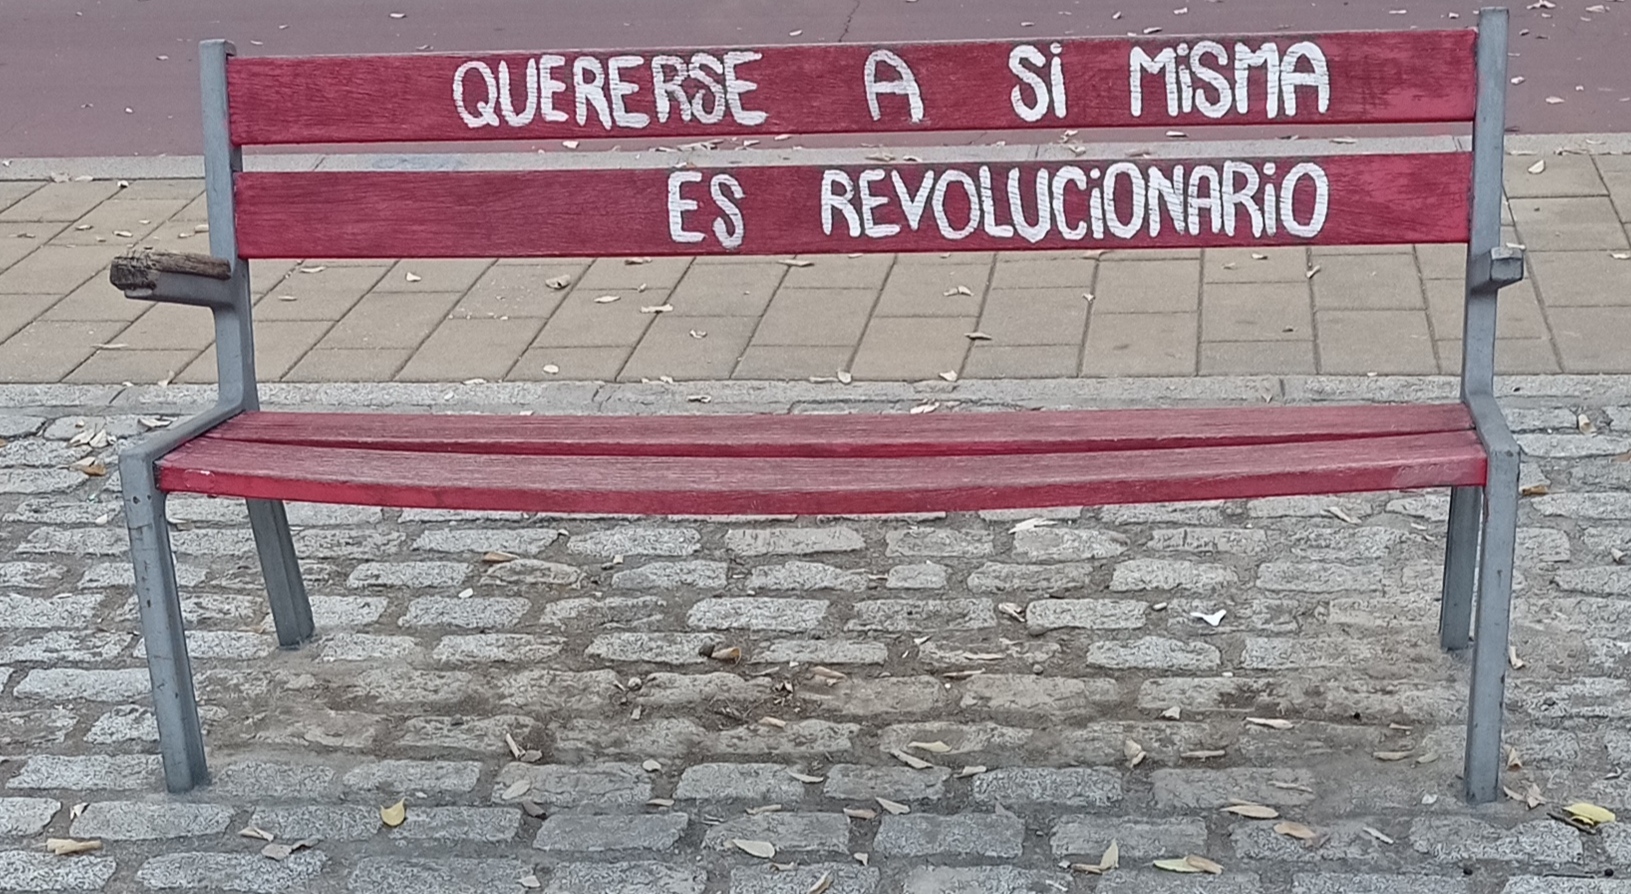 QUERERSE A Si MiSMA
ES REVOLUCiONARiO